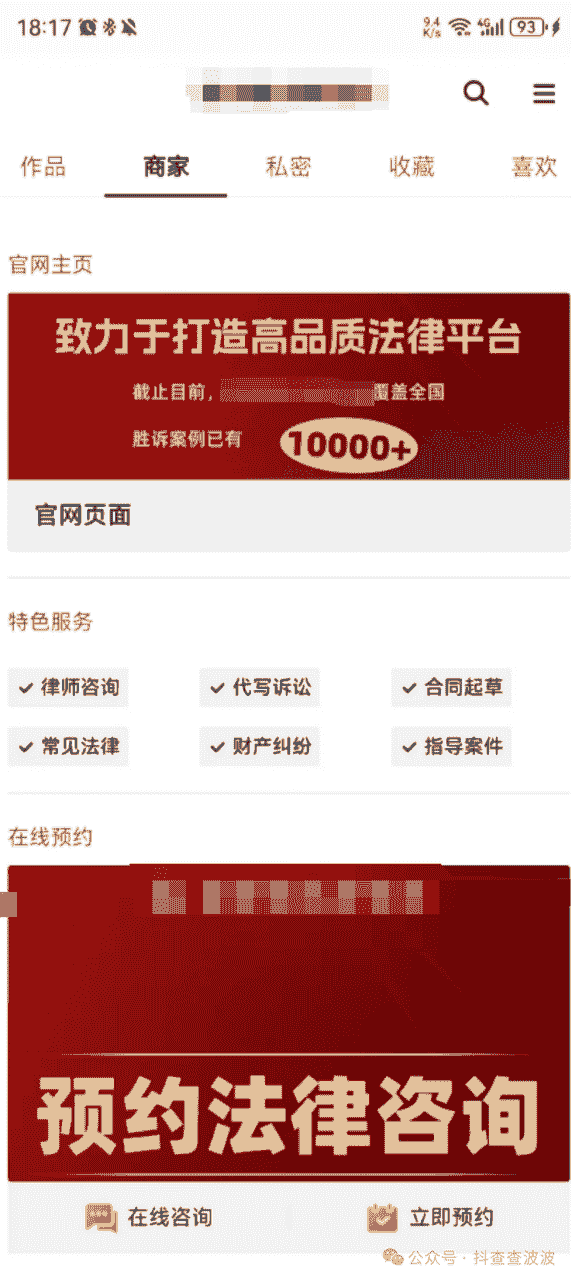 18:17
9.4 K/s
4G
93
作品 商家 私密 收藏 喜欢
官网主页
致力于打造高品质法律平台
截止目前，
覆盖全国
胜诉案例已有 10000+
官网页面
特色服务
律师咨询 代写诉讼 合同起草
常见法律 财产纠纷 指导案件
在线预约
预约法律咨询
在线咨询 立即预约
公众号·抖查查波波